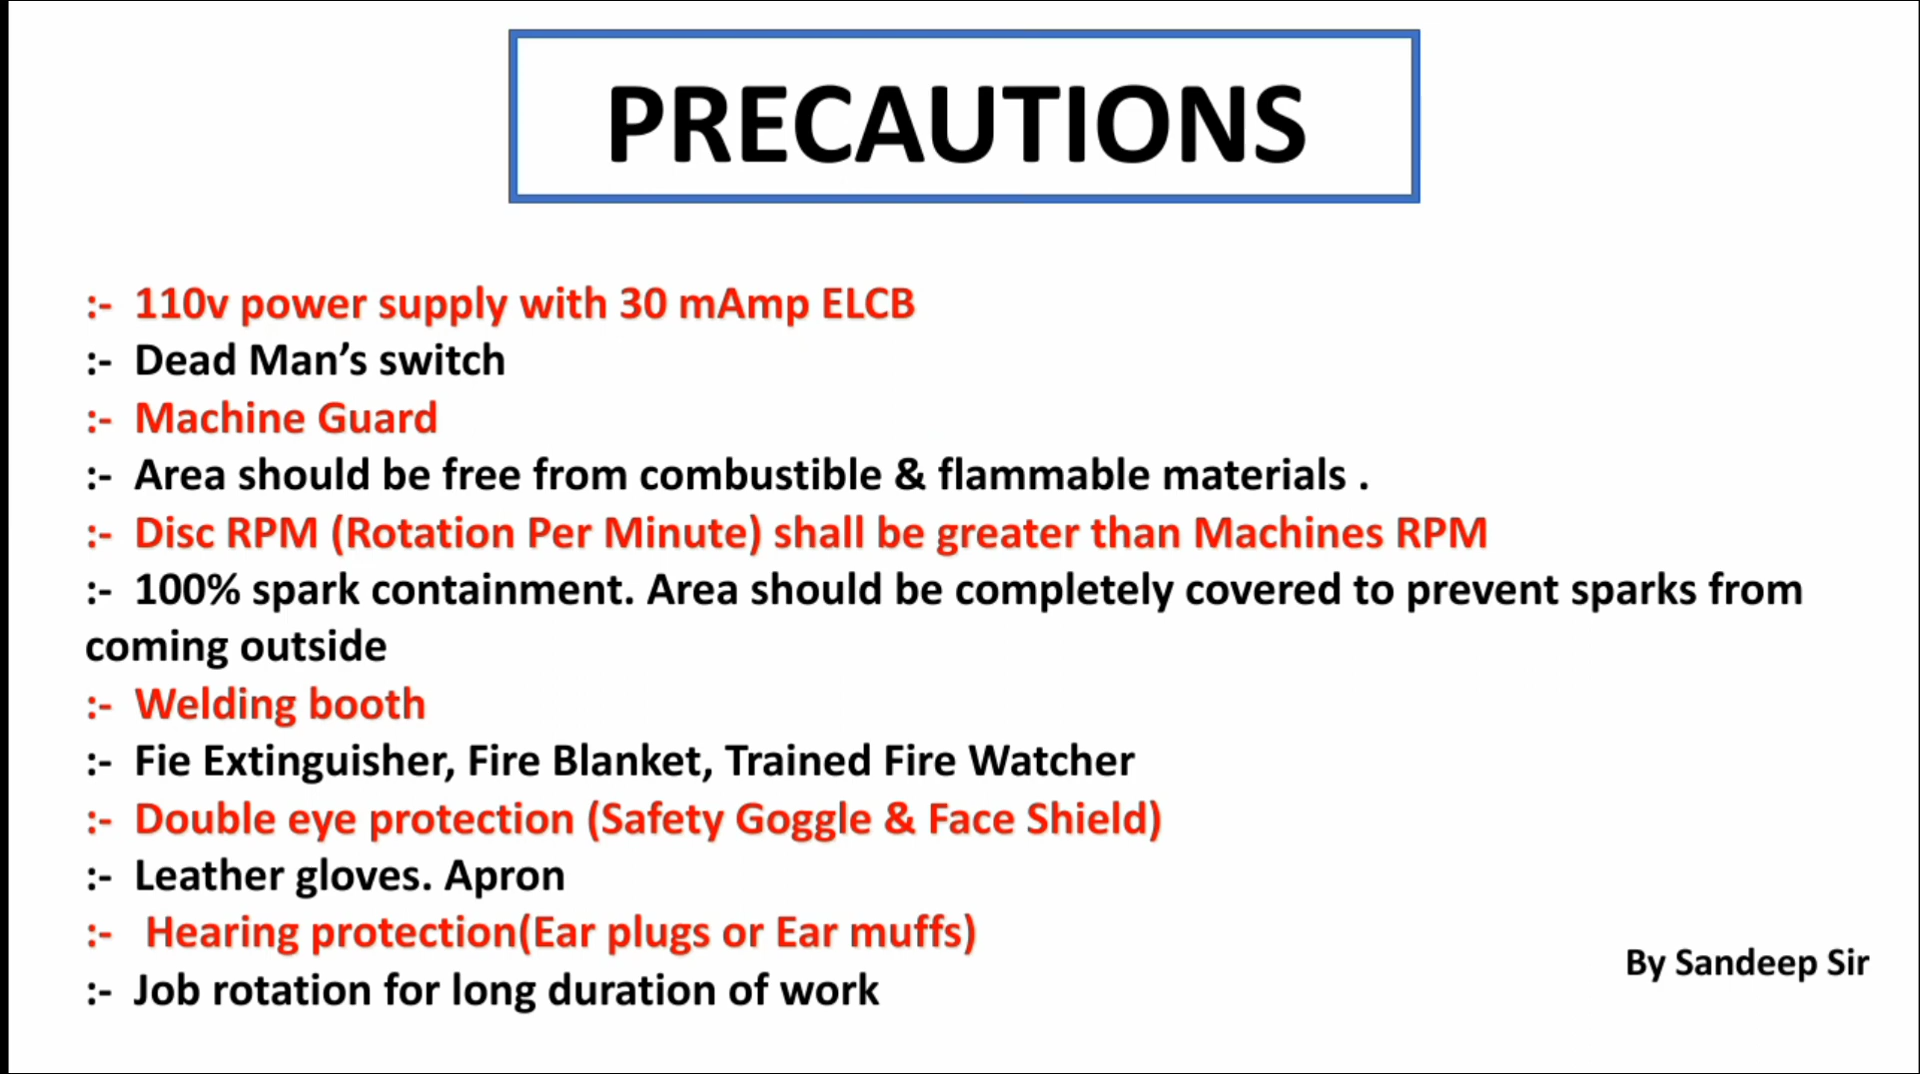 PRECAUTIONS
:- 110v power supply with 30 mAmp ELCB
:- Dead Man’s switch
:- Machine Guard
:- Area should be free from combustible & flammable materials .
:- Disc RPM (Rotation Per Minute) shall be greater than Machines RPM
:- 100% spark containment. Area should be completely covered to prevent sparks from
coming outside
:- Welding booth
:- Fie Extinguisher, Fire Blanket, Trained Fire Watcher
:- Double eye protection (Safety Goggle & Face Shield)
:- Leather gloves. Apron
:- Hearing protection(Ear plugs or Ear muffs)
:- Job rotation for long duration of work
By Sandeep Sir